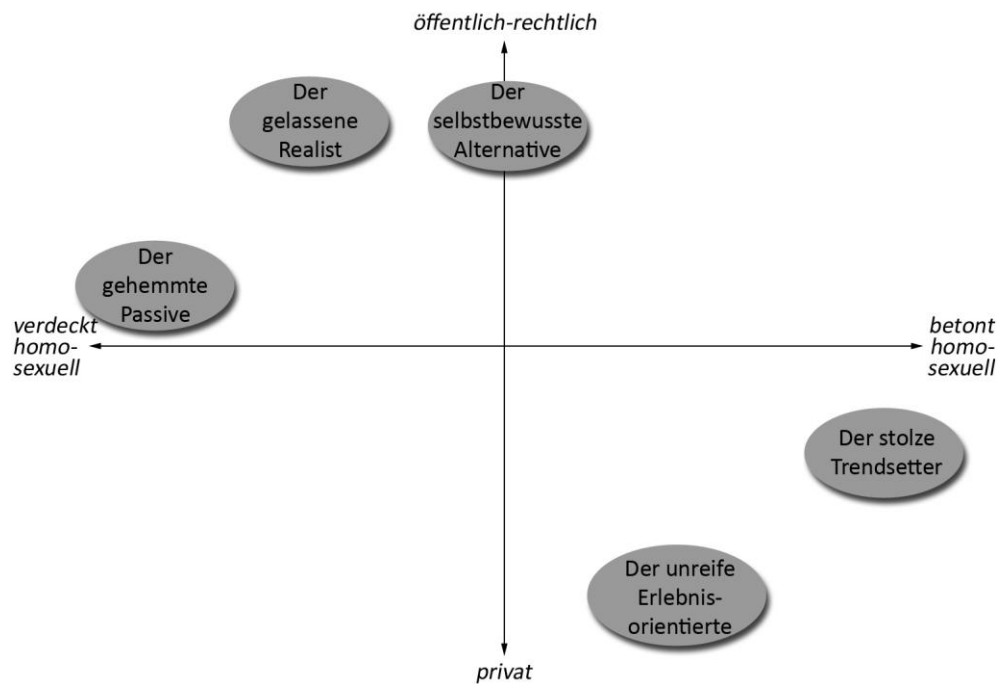 öffentlich-rechtlich
Der
gelassene
Realist
Der
selbstbewusste
Alternative
Der
gehemmte
Passive
verdeckt
homo-
sexuell
betont
homo-
sexuell
Der stolze
Trendsetter
Der unreife
Erlebnis-
orientierte
privat